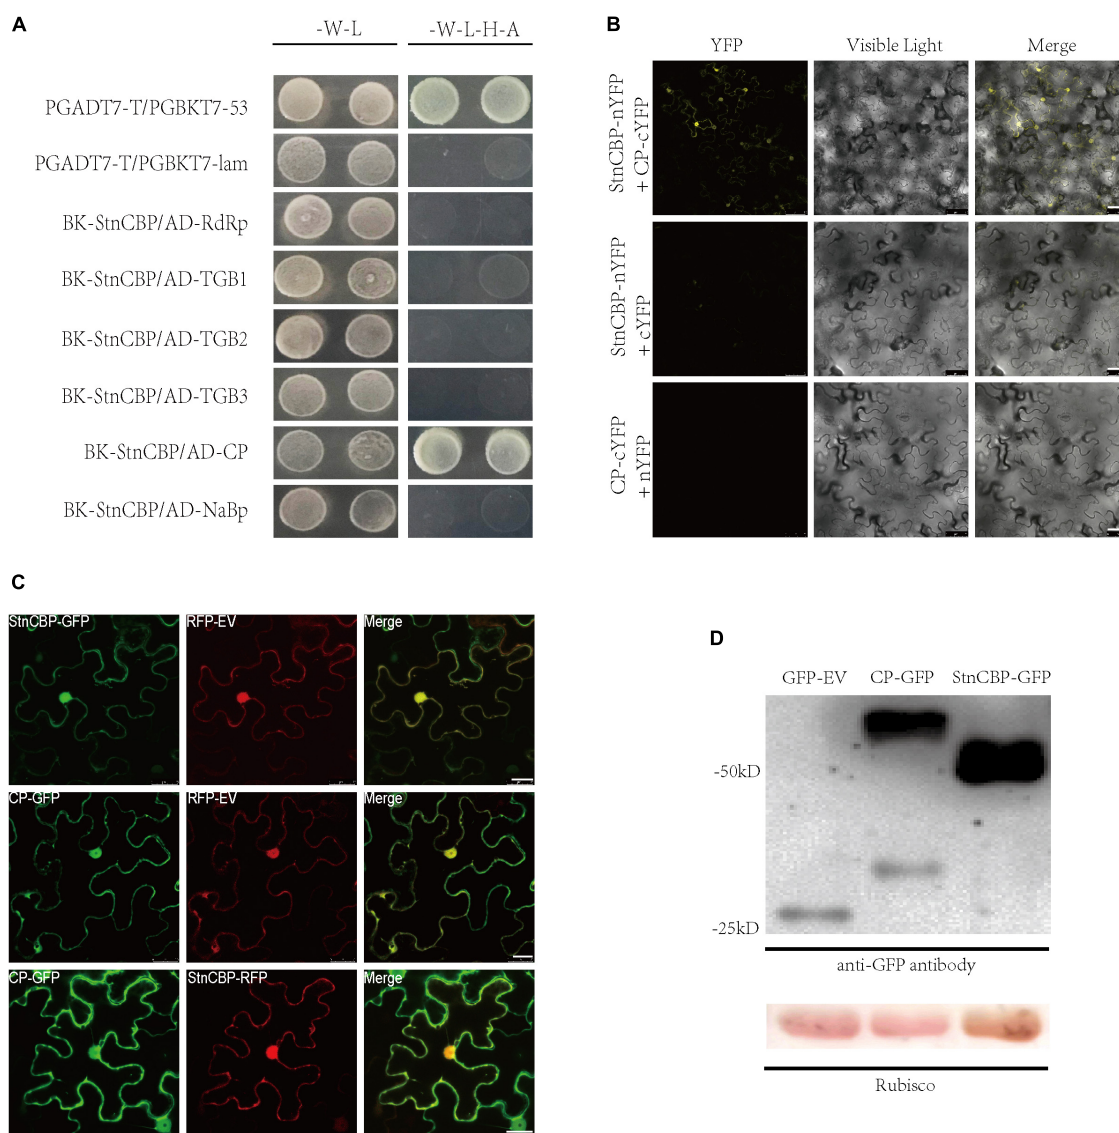 A
-W-L
-W-L-H-A
PGADT7-T/PGBKT7-53
PGADT7-T/PGBKT7-lam
BK-StnCBP/AD-RdRp
BK-StnCBP/AD-TGB1
BK-StnCBP/AD-TGB2
BK-StnCBP/AD-TGB3
BK-StnCBP/AD-CP
BK-StnCBP/AD-NaBp
B
YFP
Visible Light
Merge
StnCBP-nYFP
+ CP-cYFP
StnCBP-nYFP
+ cYFP
CP-cYFP
+ nYFP
C
StnCBP-GFP
RFP-EV
Merge
CP-GFP
RFP-EV
Merge
CP-GFP
StnCBP-RFP
Merge
D
GFP-EV
CP-GFP
StnCBP-GFP
-50kD
-25kD
anti-GFP antibody
Rubisco